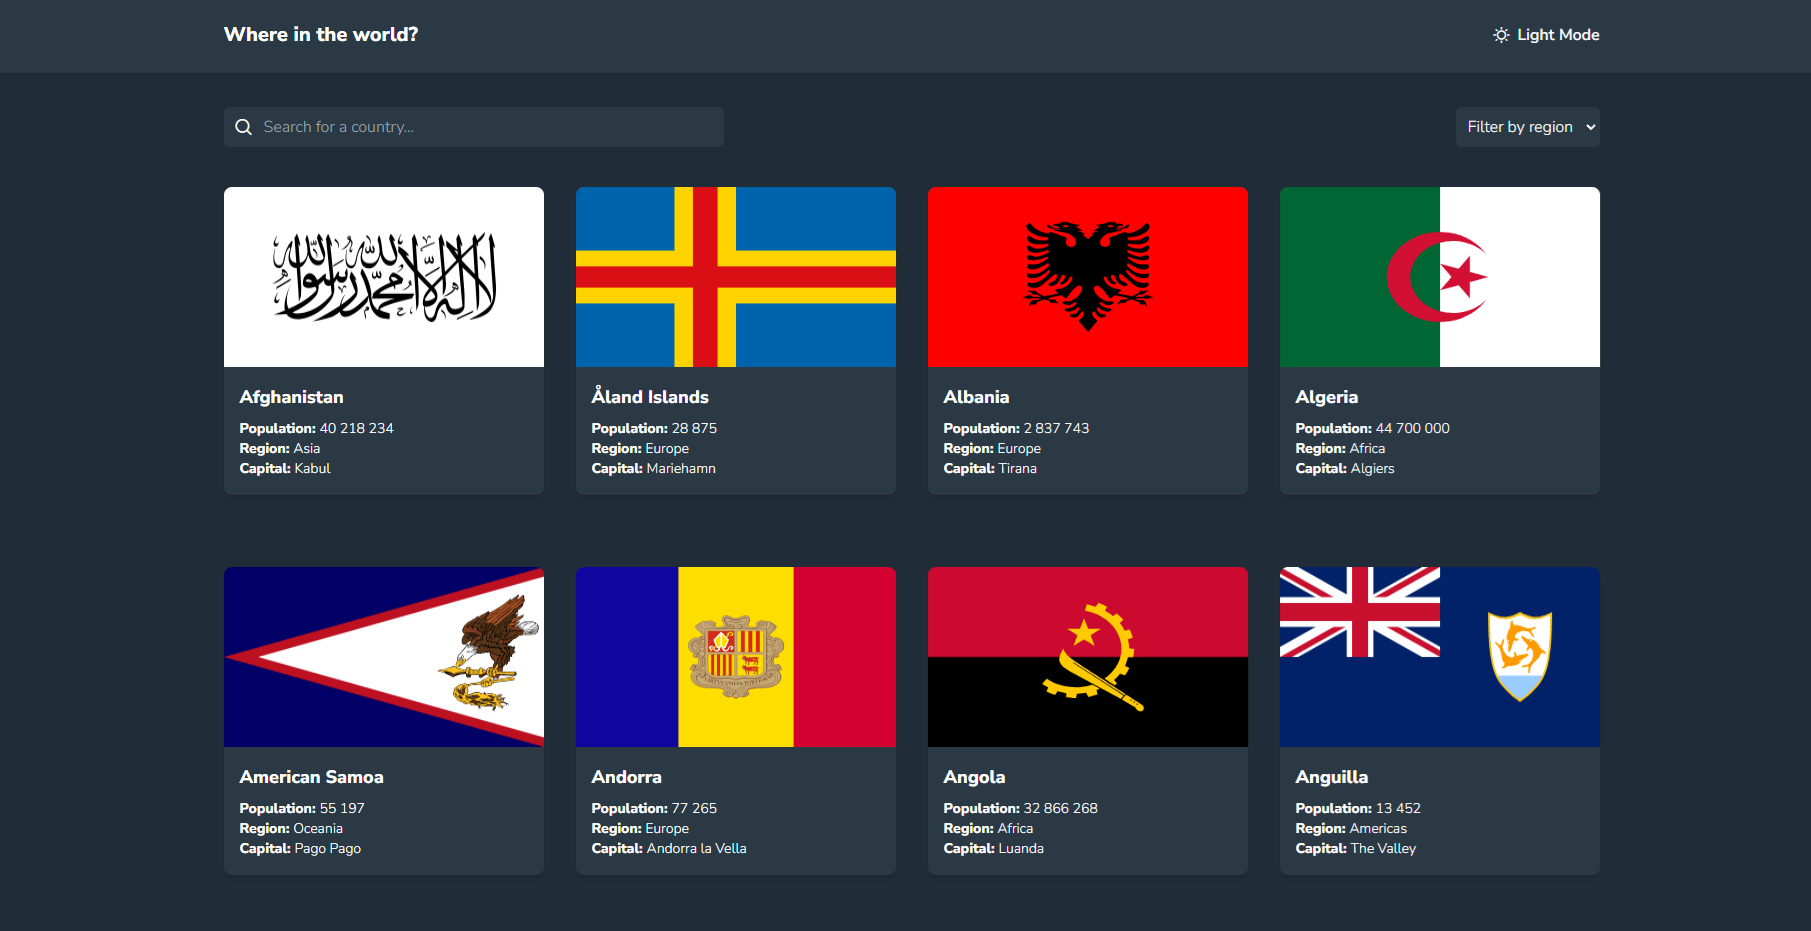 Where in the world?
Light Mode
Search for a country...
Filter by region
لا إله إلا الله محمد رسول الله
Afghanistan
Population: 40 218 234
Region: Asia
Capital: Kabul
Åland Islands
Population: 28 875
Region: Europe
Capital: Mariehamn
Albania
Population: 2 837 743
Region: Europe
Capital: Tirana
Algeria
Population: 44 700 000
Region: Africa
Capital: Algiers
American Samoa
Population: 55 197
Region: Oceania
Capital: Pago Pago
VIRTVS VNITA FORTIOR
Andorra
Population: 77 265
Region: Europe
Capital: Andorra la Vella
Angola
Population: 32 866 268
Region: Africa
Capital: Luanda
Anguilla
Population: 13 452
Region: Americas
Capital: The Valley